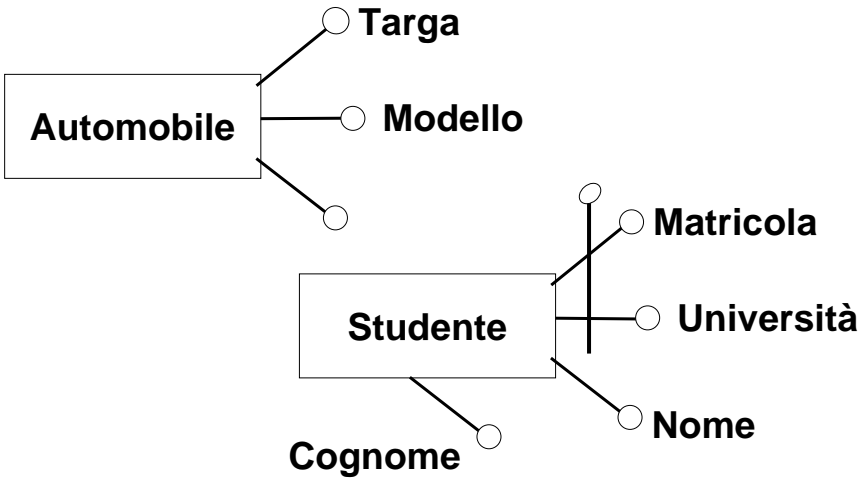 Targa
Automobile
Modello
Matricola
Studente
Università
Nome
Cognome